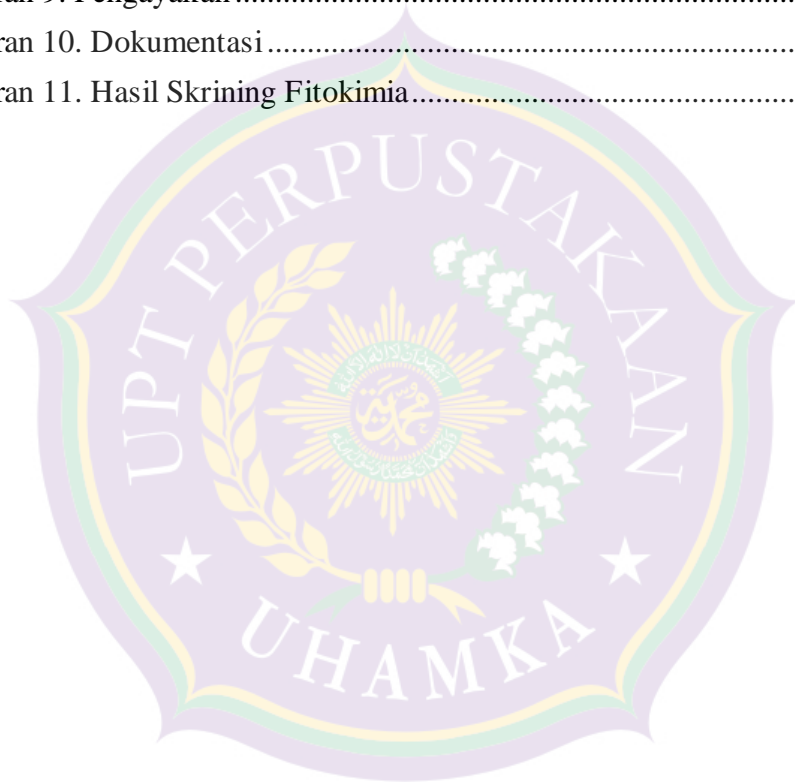 ran 9. Pengayakan
ran 10. Dokumentasi
ran 11. Hasil Skrining Fitokimia
UPT PERPUSTAKAAN
UHAMKA